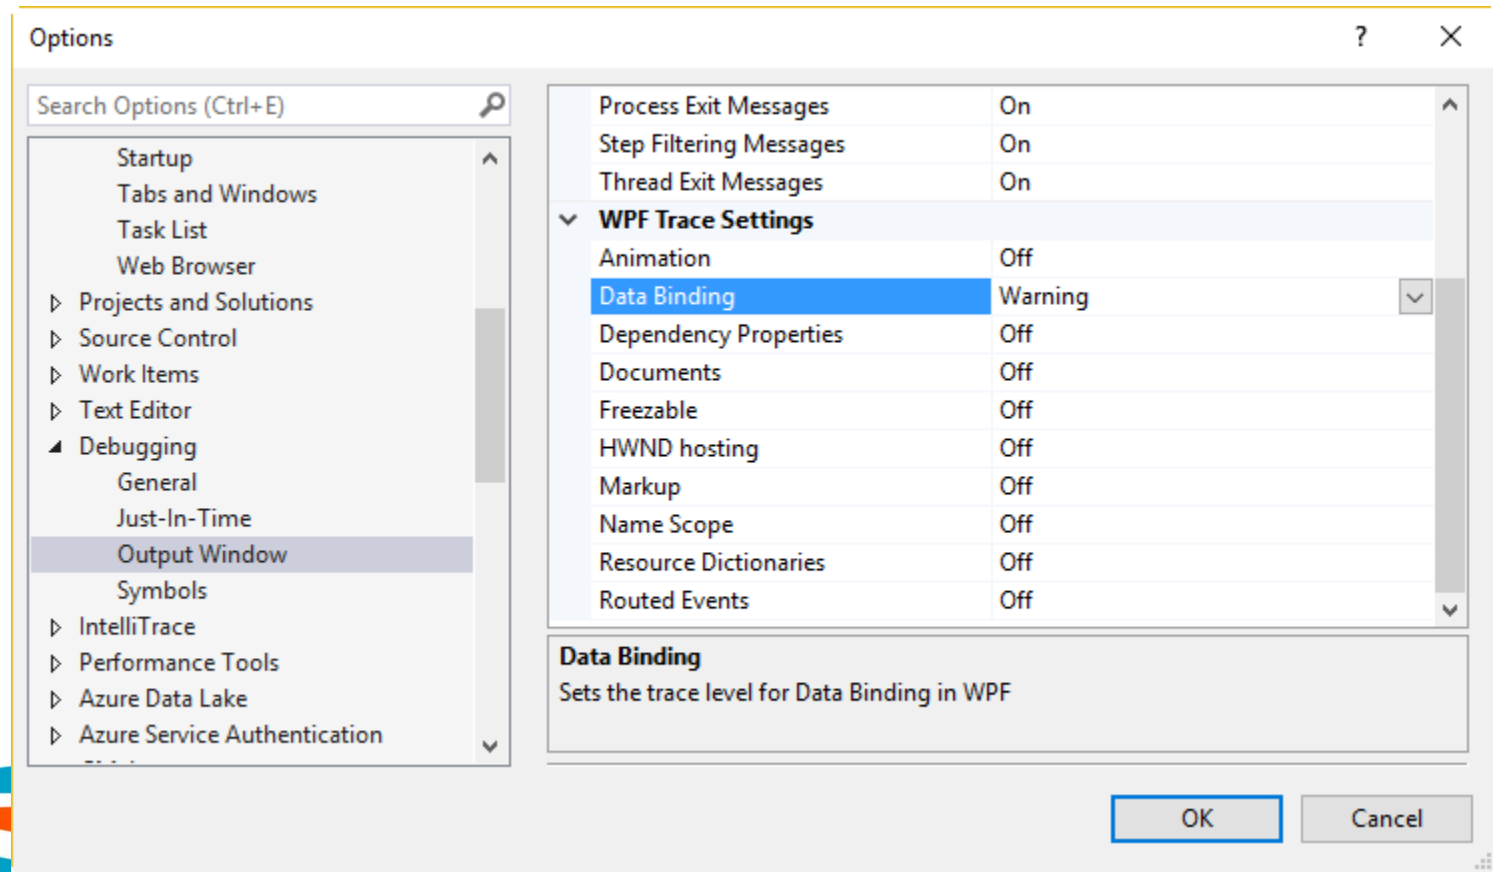 Options
?
Search Options (Ctrl+E)
Startup
Tabs and Windows
Task List
Web Browser
Projects and Solutions
Source Control
Work Items
Text Editor
Debugging
General
Just-In-Time
Output Window
Symbols
IntelliTrace
Performance Tools
Azure Data Lake
Azure Service Authentication
Process Exit Messages On
Step Filtering Messages On
Thread Exit Messages On
WPF Trace Settings
Animation Off
Data Binding Warning
Dependency Properties Off
Documents Off
Freezable Off
HWND hosting Off
Markup Off
Name Scope Off
Resource Dictionaries Off
Routed Events Off
Data Binding
Sets the trace level for Data Binding in WPF
OK Cancel